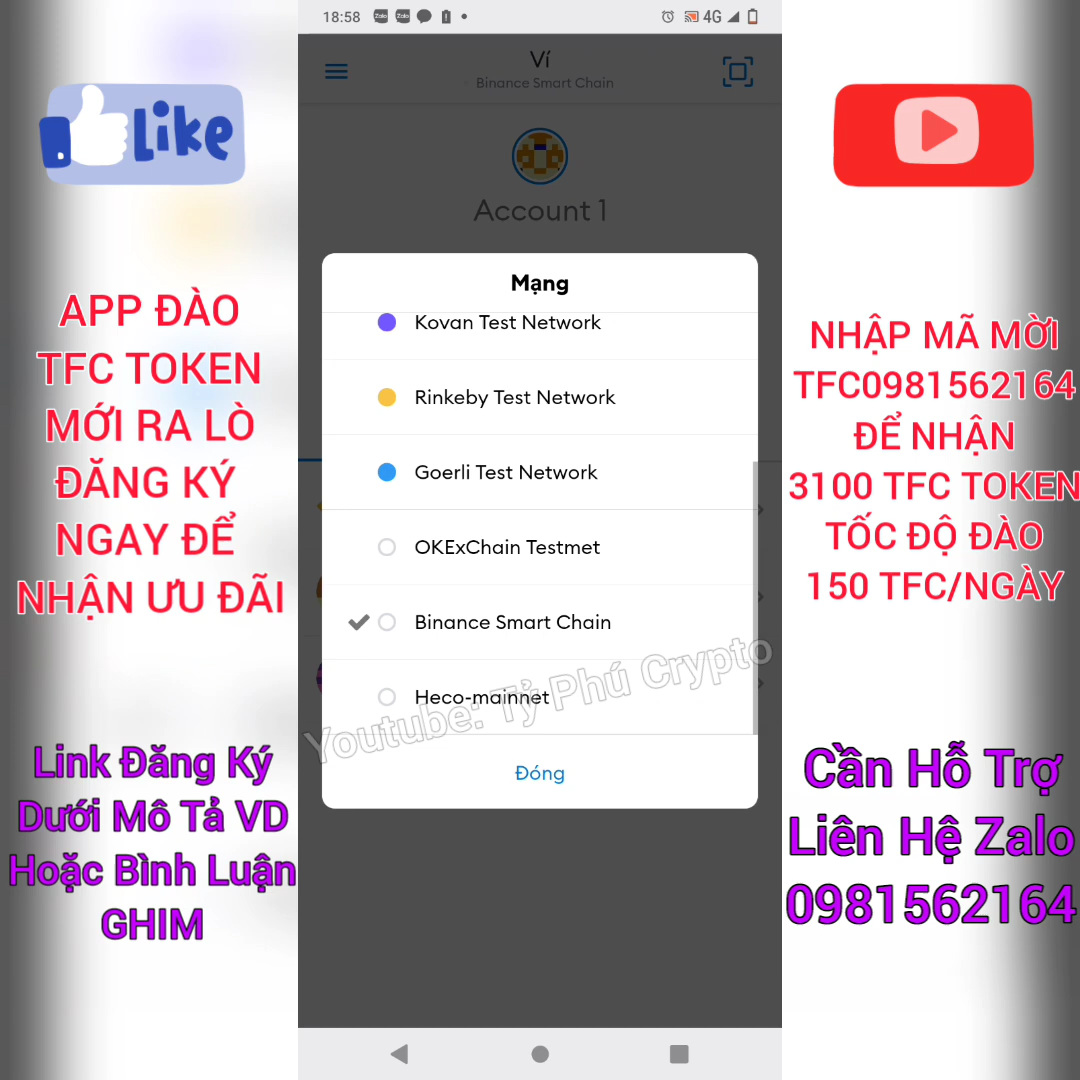 18:58
Zalo
Zalo
4G
Ví
Binance Smart Chain
Account 1
Like
APP ĐÀO
TFC TOKEN
MỚI RA LÒ
ĐĂNG KÝ
NGAY ĐỂ
NHẬN ƯU ĐÃI
Link Đăng Ký
Dưới Mô Tả VD
Hoặc Bình Luận
GHIM
Mạng
Kovan Test Network
Rinkeby Test Network
Goerli Test Network
OKExChain Testmet
Binance Smart Chain
Heco-mainnet
Youtube: Tỷ Phú Crypto
Đóng
NHẬP MÃ MỜI
TFC0981562164
ĐỂ NHẬN
3100 TFC TOKEN
TỐC ĐỘ ĐÀO
150 TFC/NGÀY
Cần Hỗ Trợ
Liên Hệ Zalo
0981562164